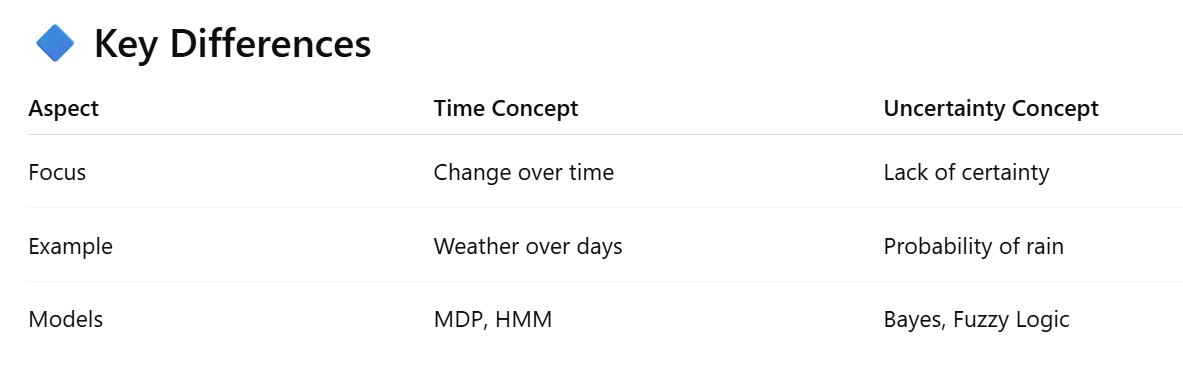 Key Differences
Aspect Time Concept Uncertainty Concept
Focus Change over time Lack of certainty
Example Weather over days Probability of rain
Models MDP, HMM Bayes, Fuzzy Logic